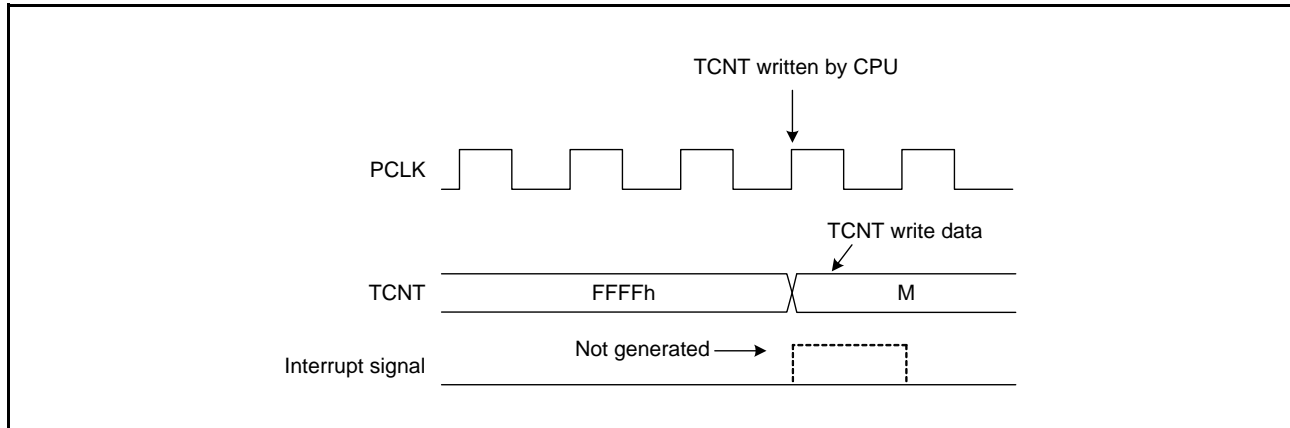 TCNT written by CPU
PCLK
TCNT write data
TCNT FFFFh M
Not generated
Interrupt signal